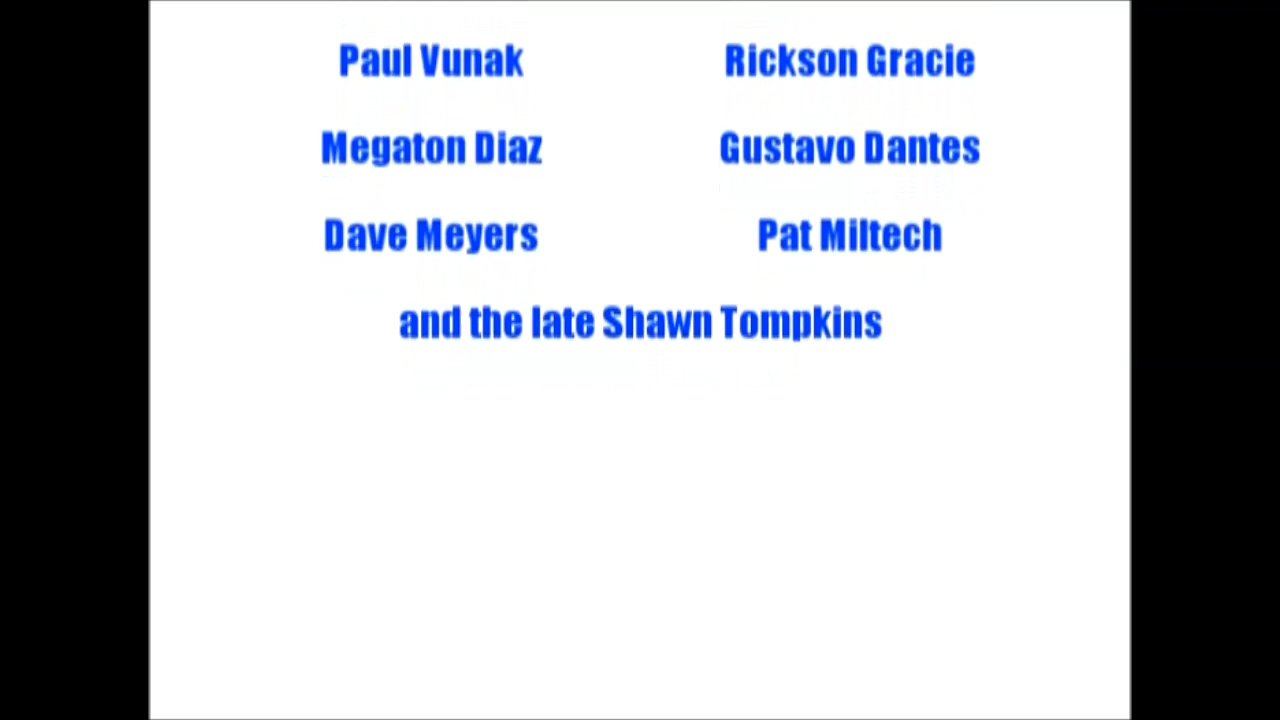 Paul Vunak Rickson Gracie
Megaton Diaz Gustavo Dantes
Dave Meyers Pat Miltech
and the late Shawn Tompkins